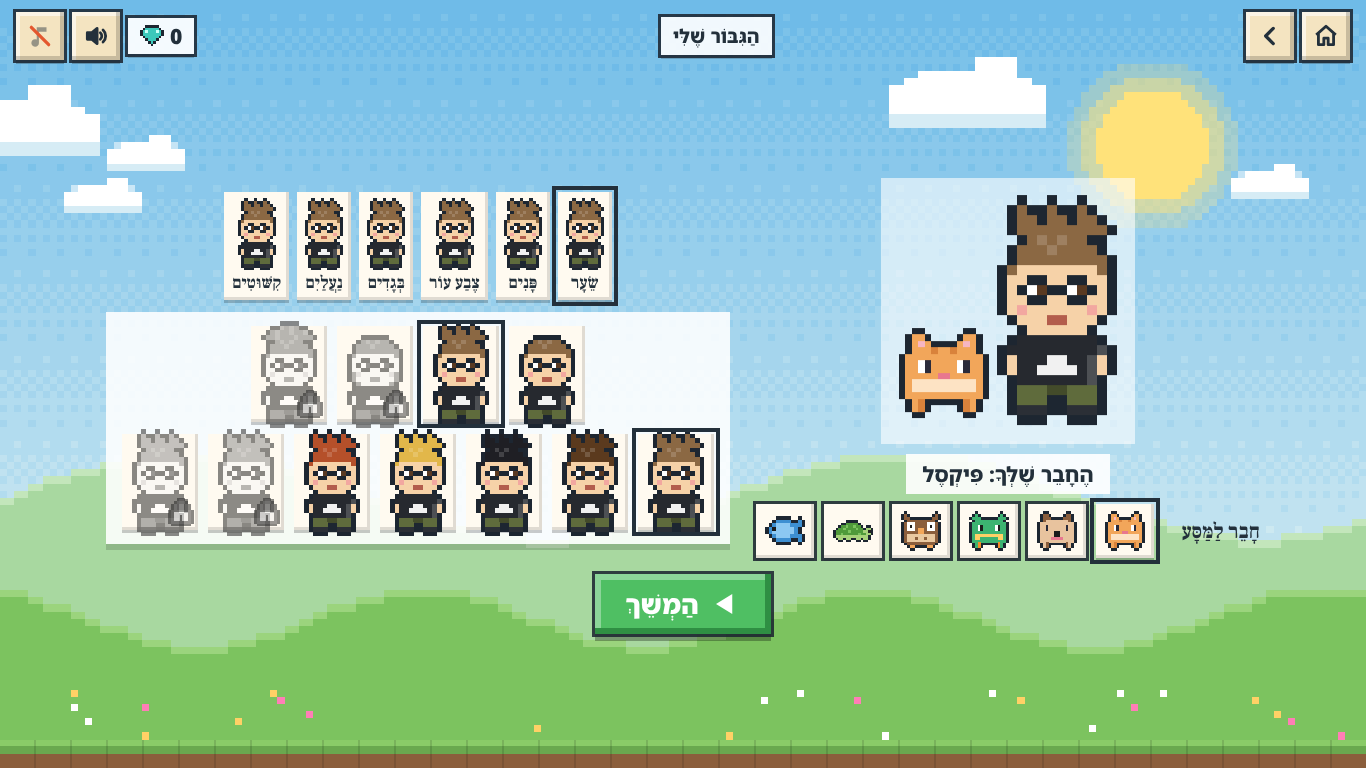 הַגִּבּוֹר שֶׁלִּי
0
שֵׂעָר
פָּנִים
צֶבַע עוֹר
בְּגָדִים
נַעֲלַיִם
קִשּׁוּטִים
הֶחָבֵר שֶׁלְּךָ: פִּיקְסֶל
חָבֵר לַמַּסָּע
הַמְשֵׁךְ